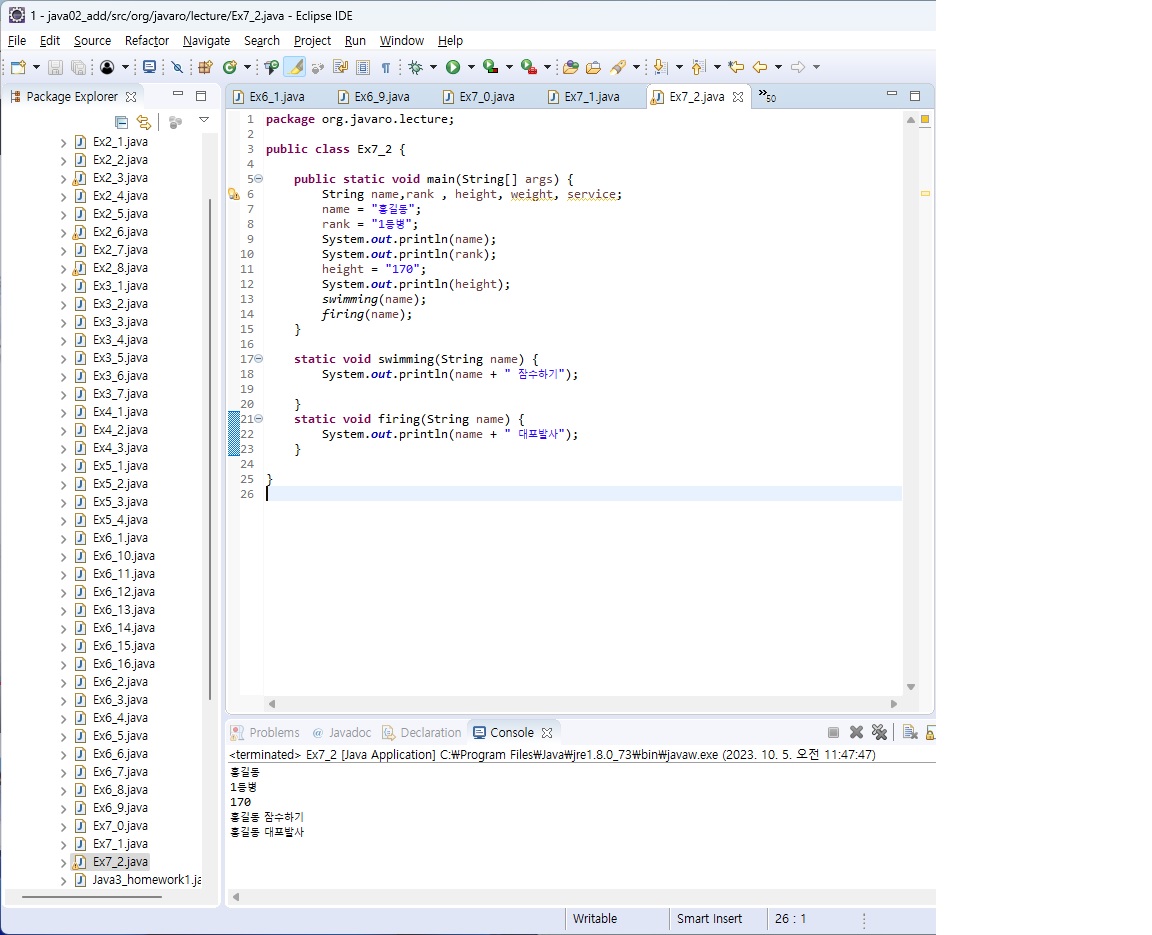 1 - java02_add/src/org/javaro/lecture/Ex7_2.java - Eclipse IDE
File Edit Source Refactor Navigate Search Project Run Window Help
Package Explorer
Ex2_1.java
Ex2_2.java
Ex2_3.java
Ex2_4.java
Ex2_5.java
Ex2_6.java
Ex2_7.java
Ex2_8.java
Ex3_1.java
Ex3_2.java
Ex3_3.java
Ex3_4.java
Ex3_5.java
Ex3_6.java
Ex3_7.java
Ex4_1.java
Ex4_2.java
Ex4_3.java
Ex5_1.java
Ex5_2.java
Ex5_3.java
Ex5_4.java
Ex6_1.java
Ex6_10.java
Ex6_11.java
Ex6_12.java
Ex6_13.java
Ex6_14.java
Ex6_15.java
Ex6_16.java
Ex6_2.java
Ex6_3.java
Ex6_4.java
Ex6_5.java
Ex6_6.java
Ex6_7.java
Ex6_8.java
Ex6_9.java
Ex7_0.java
Ex7_1.java
Ex7_2.java
Java3_homework1.ja
Ex6_1.java Ex6_9.java Ex7_0.java Ex7_1.java Ex7_2.java »50
1 package org.javaro.lecture;
2
3 public class Ex7_2 {
4
5 public static void main(String[] args) {
6 String name,rank , height, weight, service;
7 name = "홍길동";
8 rank = "1등병";
9 System.out.println(name);
10 System.out.println(rank);
11 height = "170";
12 System.out.println(height);
13 swimming(name);
14 firing(name);
15 }
16
17 static void swimming(String name) {
18 System.out.println(name + " 잠수하기");
19
20 }
21 static void firing(String name) {
22 System.out.println(name + " 대포발사");
23 }
24
25 }
26
Problems @ Javadoc Declaration Console
<terminated> Ex7_2 [Java Application] C:₩Program Files₩Java₩jre1.8.0_73₩bin₩javaw.exe (2023. 10. 5. 오전 11:47:47)
홍길동
1등병
170
홍길동 잠수하기
홍길동 대포발사
Writable Smart Insert 26 : 1